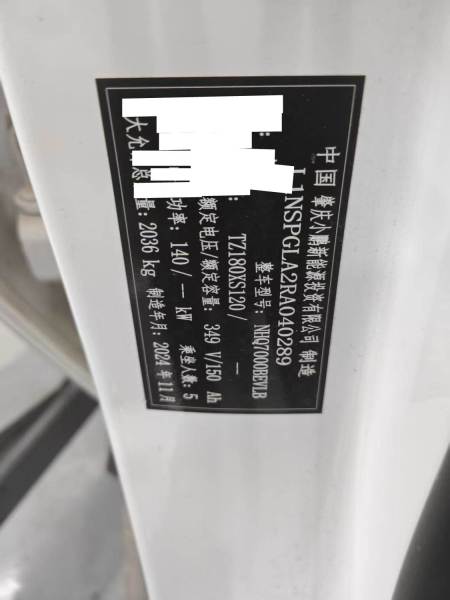 中国 肇庆小鹏新能源投资有限公司 制造
L1NSPGLA2RA040289
整车型号: NHQ7000BEVLB
: TZ180XS120/ —
额定电压/额定容量: 349 V/150 Ah
功率: 140/-- kW 乘坐人数: 5
大允 总 量: 2036 kg 制造年月: 2024 年 11 月